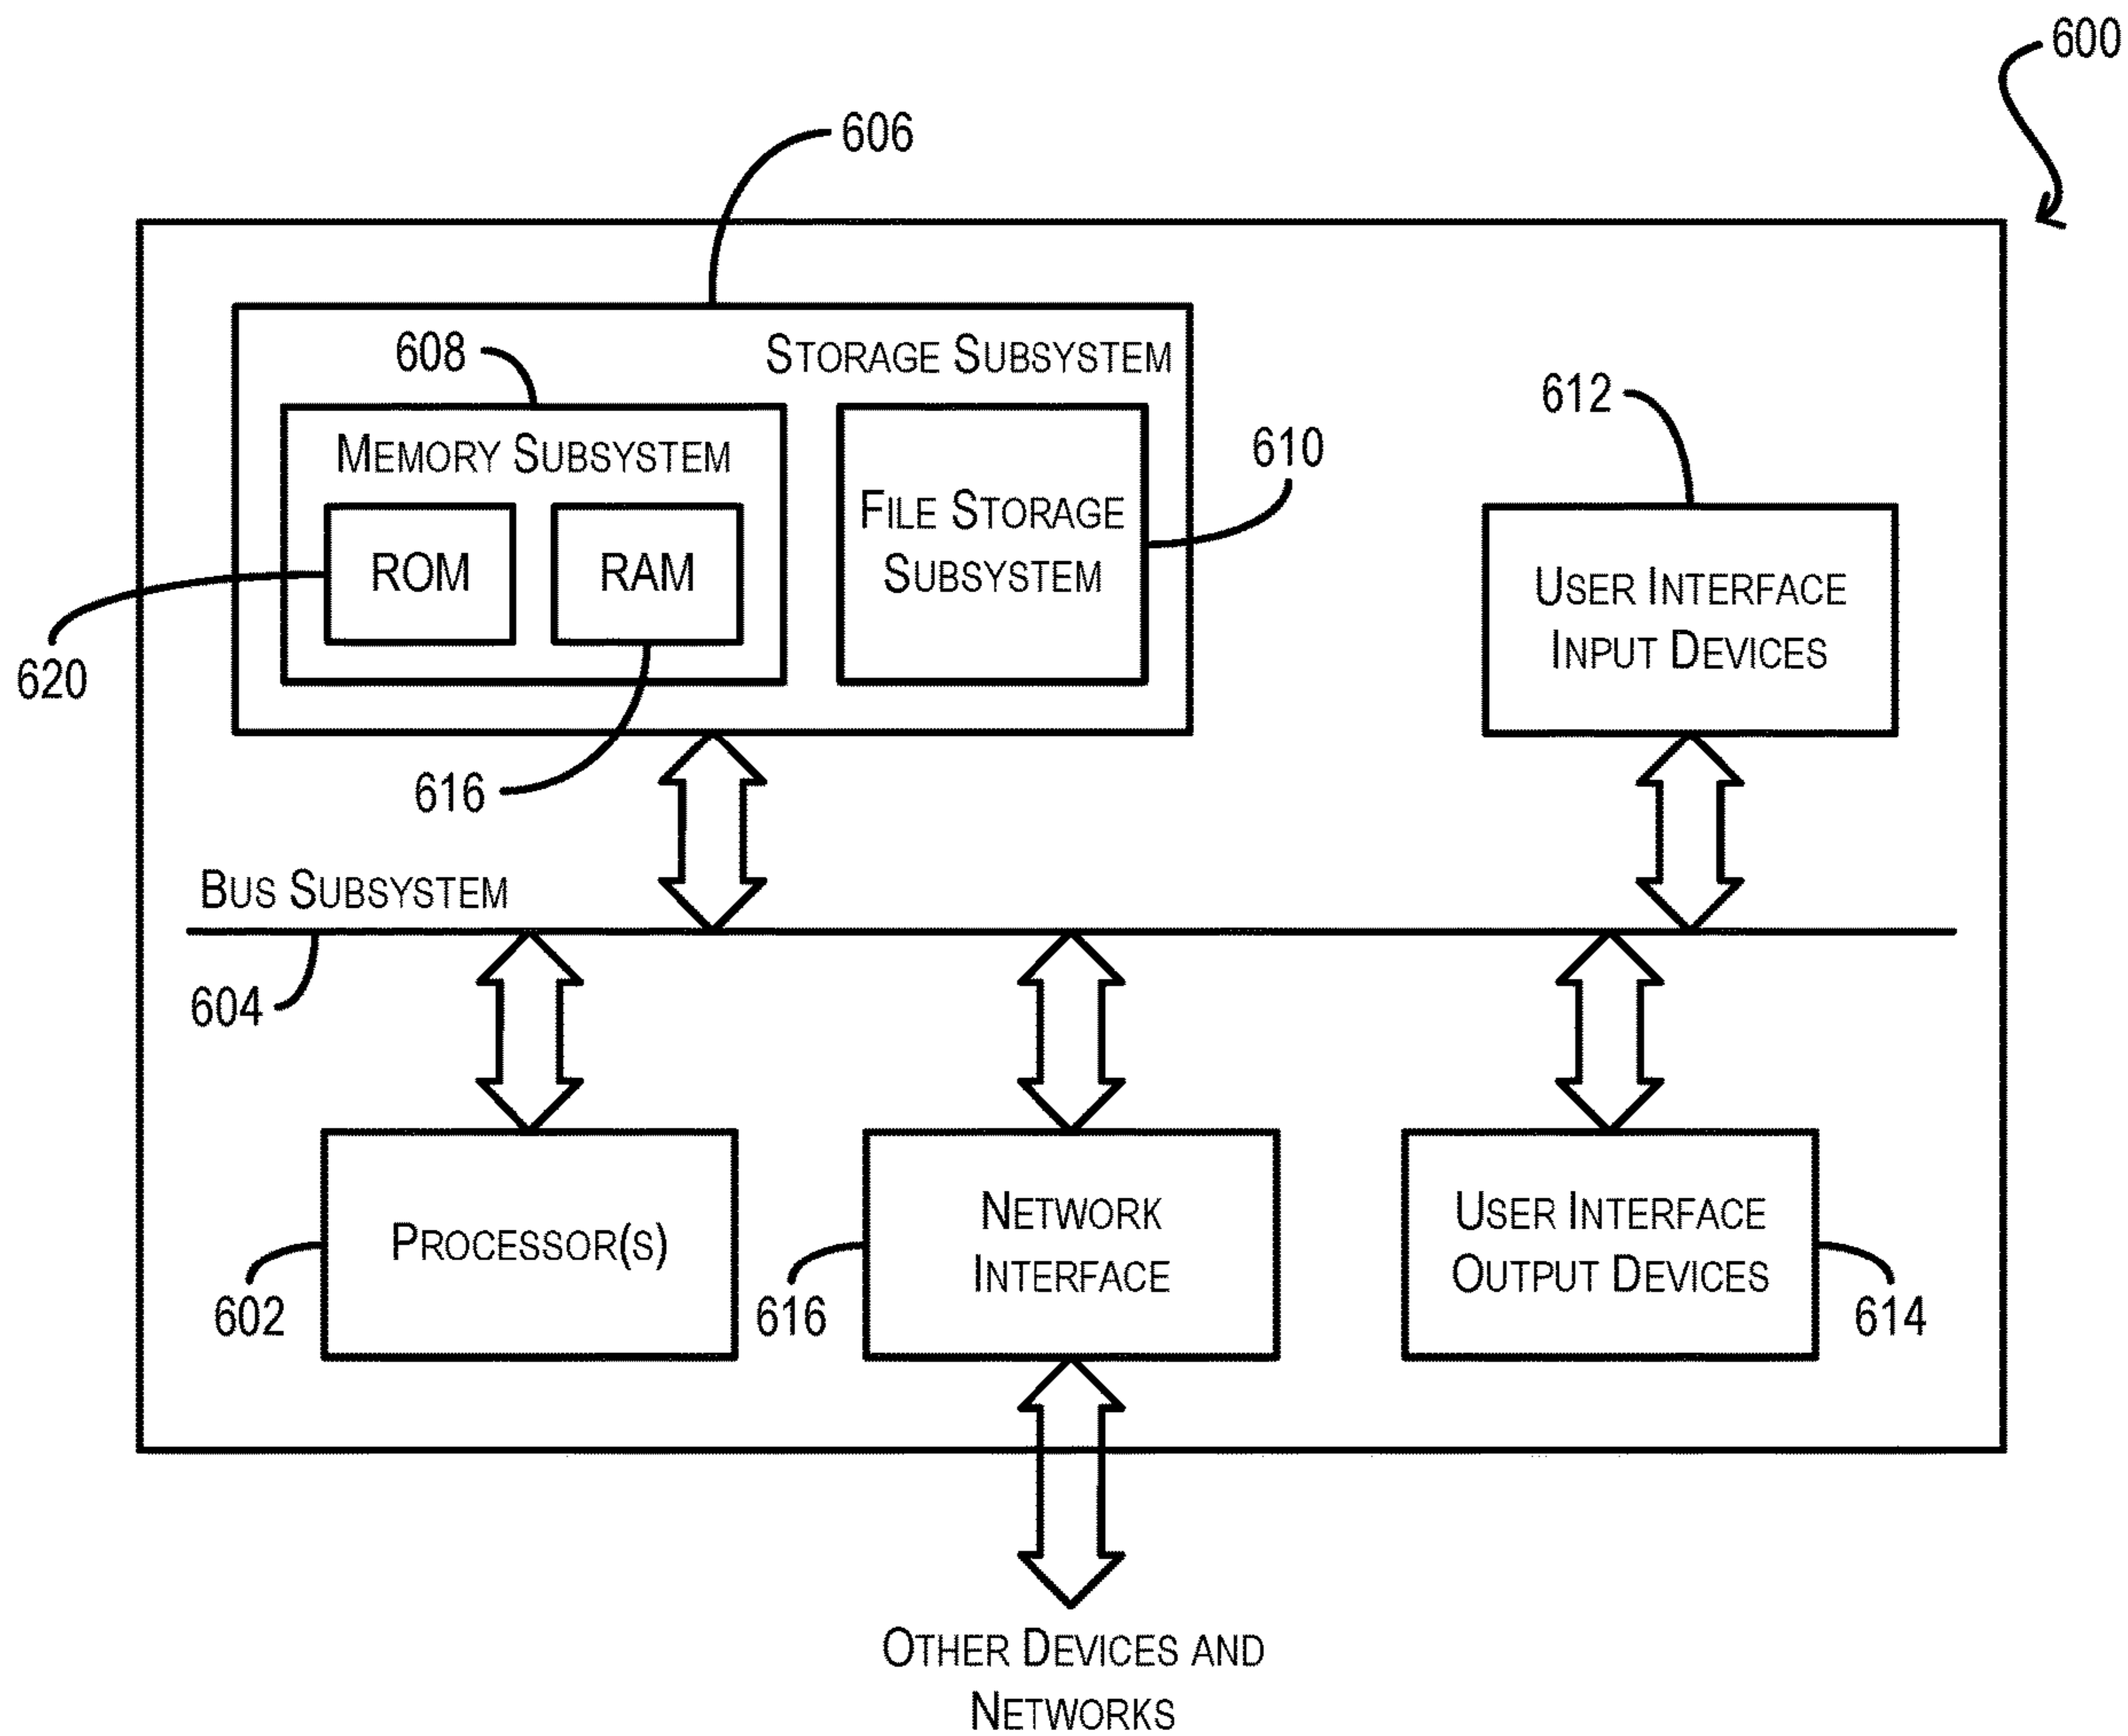 600
606
608
STORAGE SUBSYSTEM
612
MEMORY SUBSYSTEM
610
FILE STORAGE
SUBSYSTEM
ROM
RAM
USER INTERFACE
INPUT DEVICES
620
616
BUS SUBSYSTEM
604
PROCESSOR(S)
NETWORK
INTERFACE
USER INTERFACE
OUTPUT DEVICES
602
616
614
OTHER DEVICES AND
NETWORKS